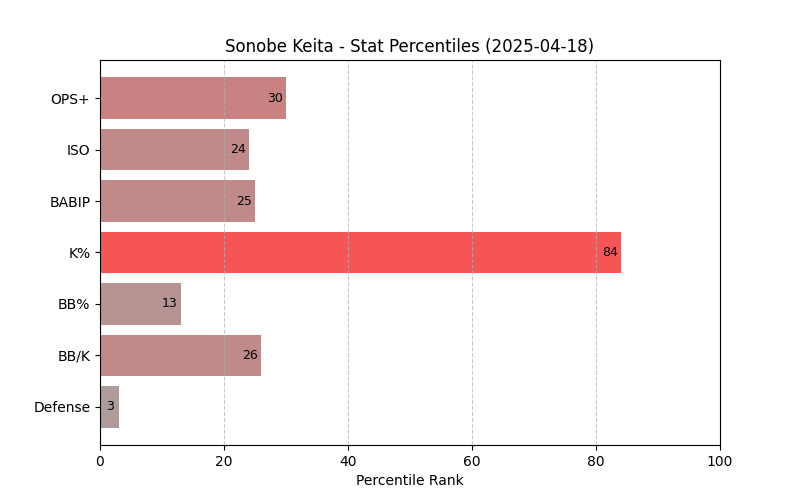 Sonobe Keita - Stat Percentiles (2025-04-18)
OPS+ 30
ISO 24
BABIP 25
K% 84
BB% 13
BB/K 26
Defense 3
0 20 40 60 80 100
Percentile Rank